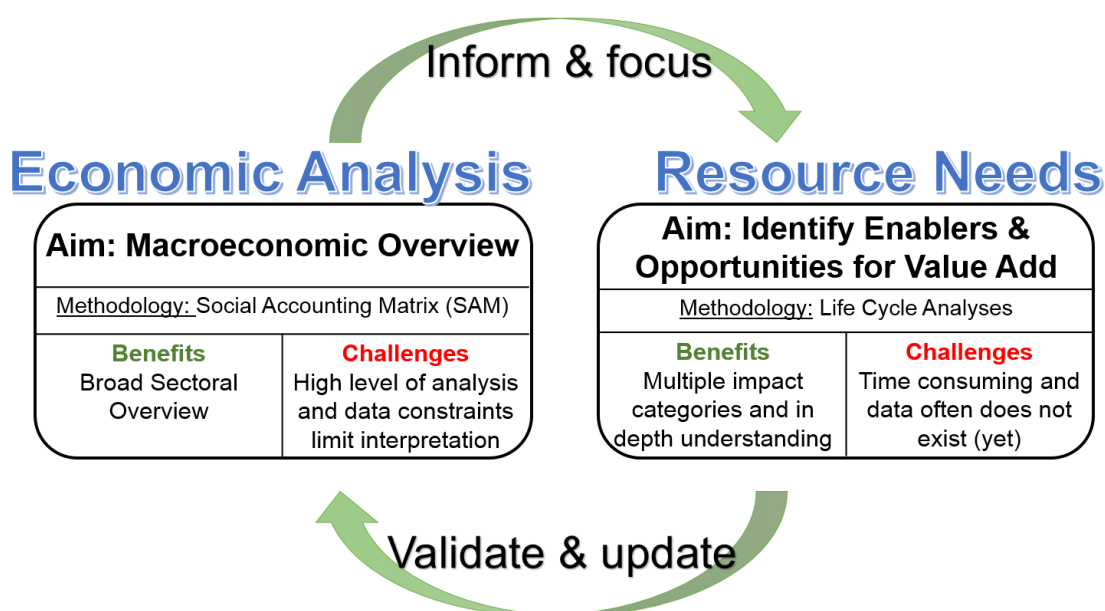 Inform & focus
Economic Analysis
Aim: Macroeconomic Overview
Methodology: Social Accounting Matrix (SAM)
Benefits
Broad Sectoral
Overview
Challenges
High level of analysis
and data constraints
limit interpretation
Resource Needs
Aim: Identify Enablers &
Opportunities for Value Add
Methodology: Life Cycle Analyses
Benefits
Multiple impact
categories and in
depth understanding
Challenges
Time consuming and
data often does not
exist (yet)
Validate & update